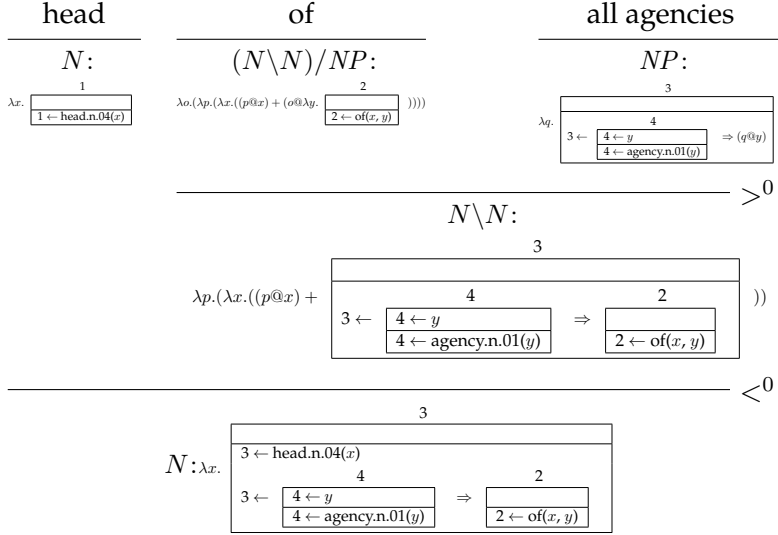 head of all agencies
N: (N\N)/NP: NP:
1 2 3
λx. 1 ← head.n.04(x) λo.(λp.(λx.((p@x) + (o@λy. 2 ← of(x, y) )))) λq. 3 ← 4 4 ← y 4 ← agency.n.01(y) ⇒ (q@y)
>0
N\N:
3
λp.(λx.((p@x) + 3 ← 4 4 ← y 4 ← agency.n.01(y) ⇒ 2 2 ← of(x, y) ))
<0
3
N: λx. 3 ← head.n.04(x)
4 2
3 ← 4 ← y ⇒
4 ← agency.n.01(y) 2 ← of(x, y)